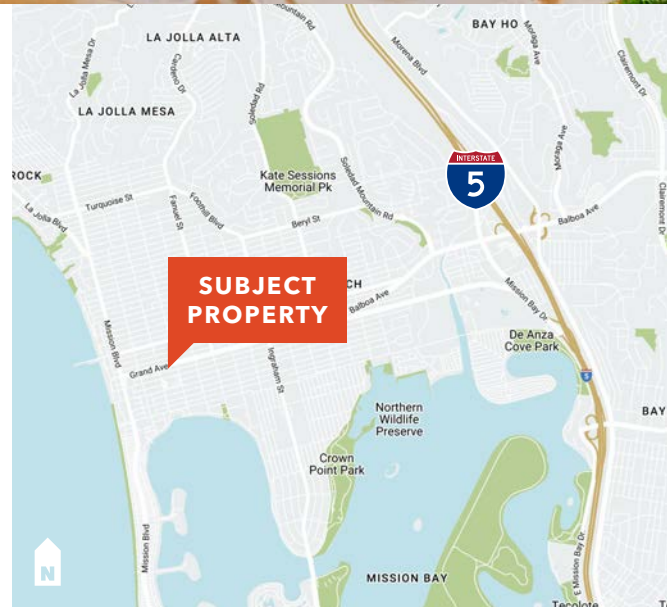 LA JOLLA ALTA
BAY HO
La Jolla Mesa Dr
Cardeno Dr
Soledad Rd
ountain Rd
Morena Blvd
Moraga Ave
Clairemont Dr
LA JOLLA MESA
INTERSTATE
5
ROCK
Kate Sessions
Memorial Pk
Clairemont Dr
La Jolla Blvd
Turquoise St
Fanuel St
Foothill Blvd
Beryl St
Soledad Mountain Rd
Balboa Ave
SUBJECT
PROPERTY
CH
Balboa Ave
Mission Bay Dr
Mission Blvd
Grand Ave
Ingraham St
De Anza
Cove Park
5
Northern
Wildlife
Preserve
BAY
Crown
Point Park
Mission Blvd
N
MISSION BAY
E Mission Bay Dr
Tecolote
T